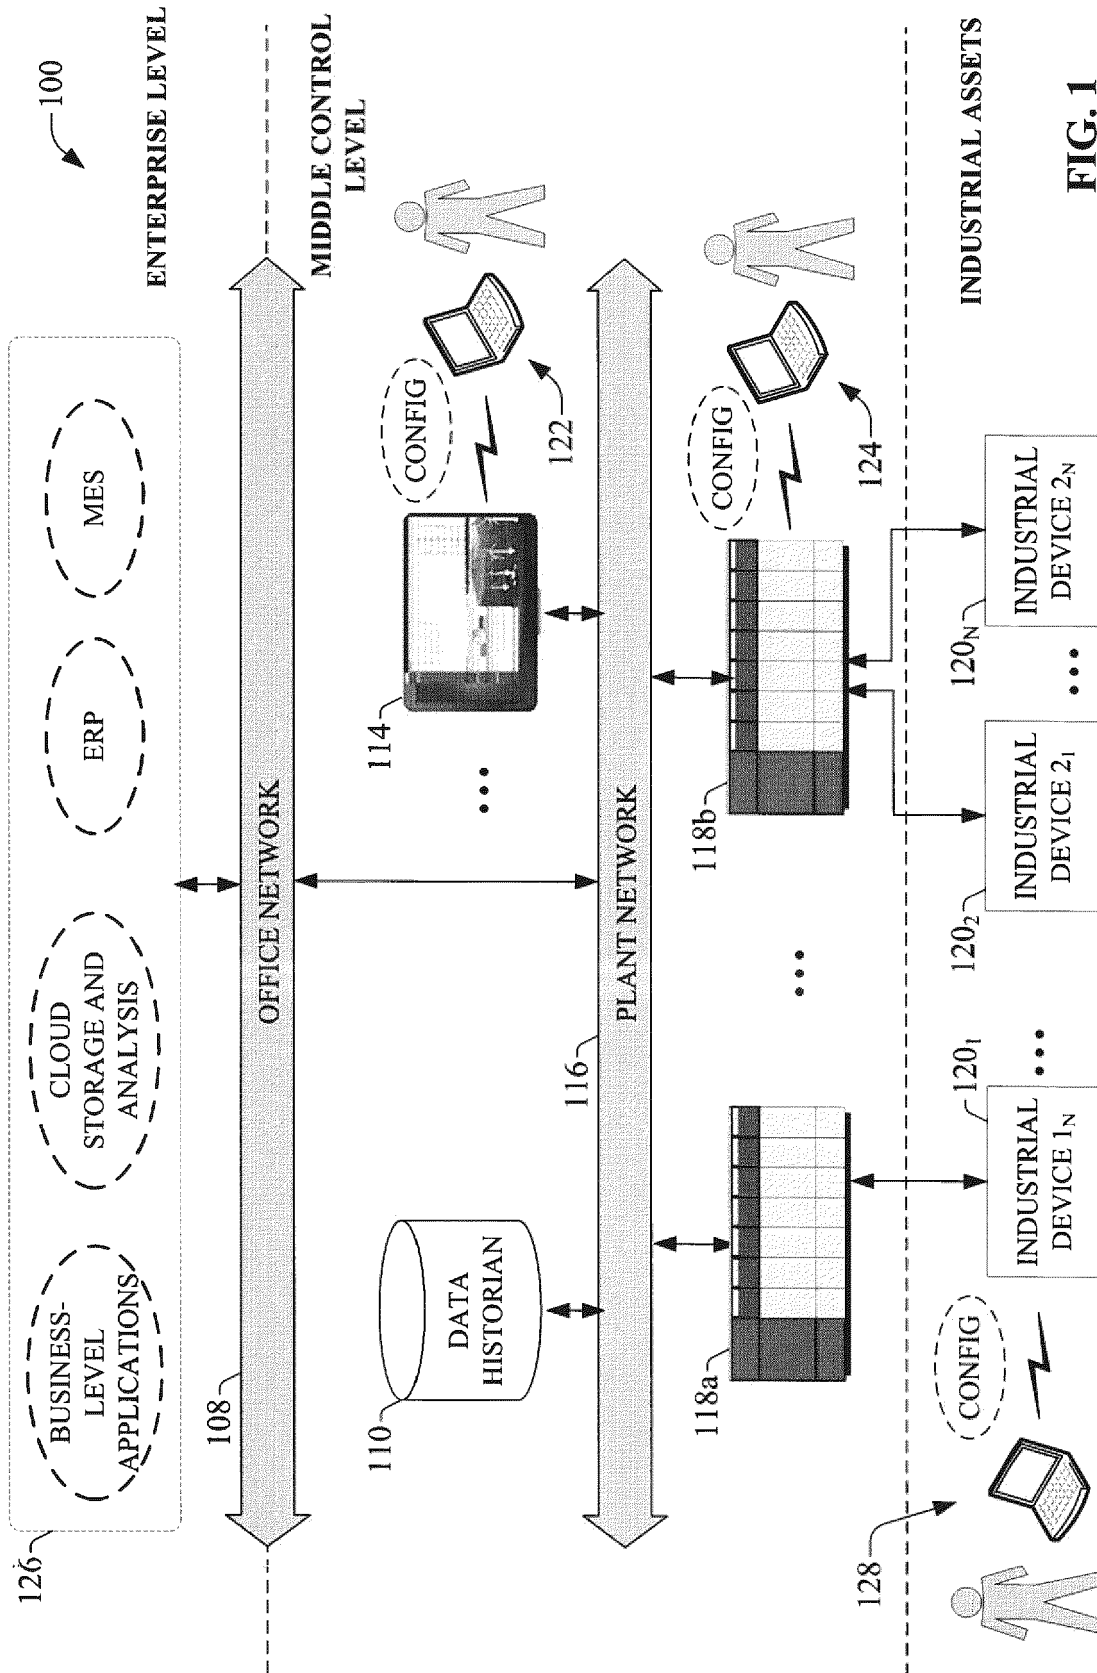 100
ENTERPRISE LEVEL
126
BUSINESS-
LEVEL
APPLICATIONS
CLOUD
STORAGE AND
ANALYSIS
ERP
MES
108
OFFICE NETWORK
MIDDLE CONTROL
LEVEL
110
DATA
HISTORIAN
114
CONFIG
122
116
PLANT NETWORK
118a
118b
CONFIG
124
INDUSTRIAL ASSETS
128
CONFIG
INDUSTRIAL
DEVICE 1N
1201
INDUSTRIAL
DEVICE 21
1202
INDUSTRIAL
DEVICE 2N
120N
FIG. 1